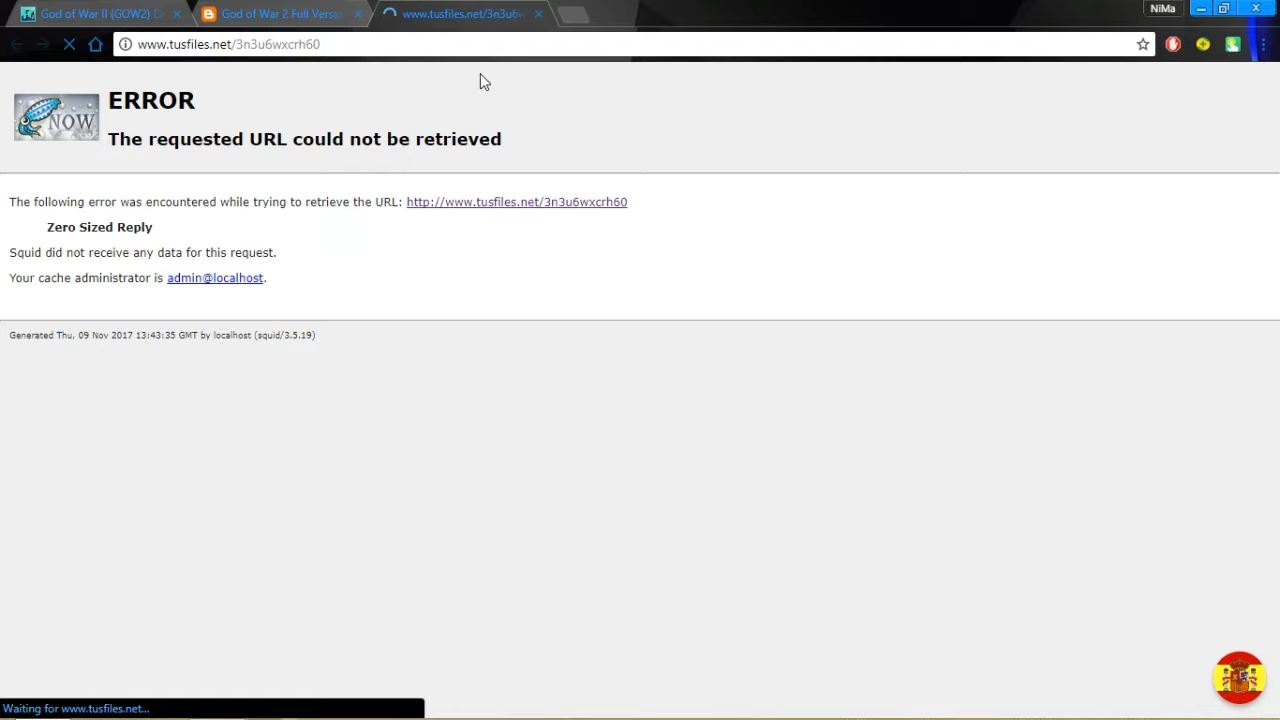 God of War II (GOW2) D
God of War 2 Full Versio
www.tusfiles.net/3n3u6w
NiMa
www.tusfiles.net/3n3u6wxcrh60
NOW
ERROR
The requested URL could not be retrieved
The following error was encountered while trying to retrieve the URL: http://www.tusfiles.net/3n3u6wxcrh60
Zero Sized Reply
Squid did not receive any data for this request.
Your cache administrator is admin@localhost.
Generated Thu, 09 Nov 2017 13:43:35 GMT by localhost (squid/3.5.19)
Waiting for www.tusfiles.net...